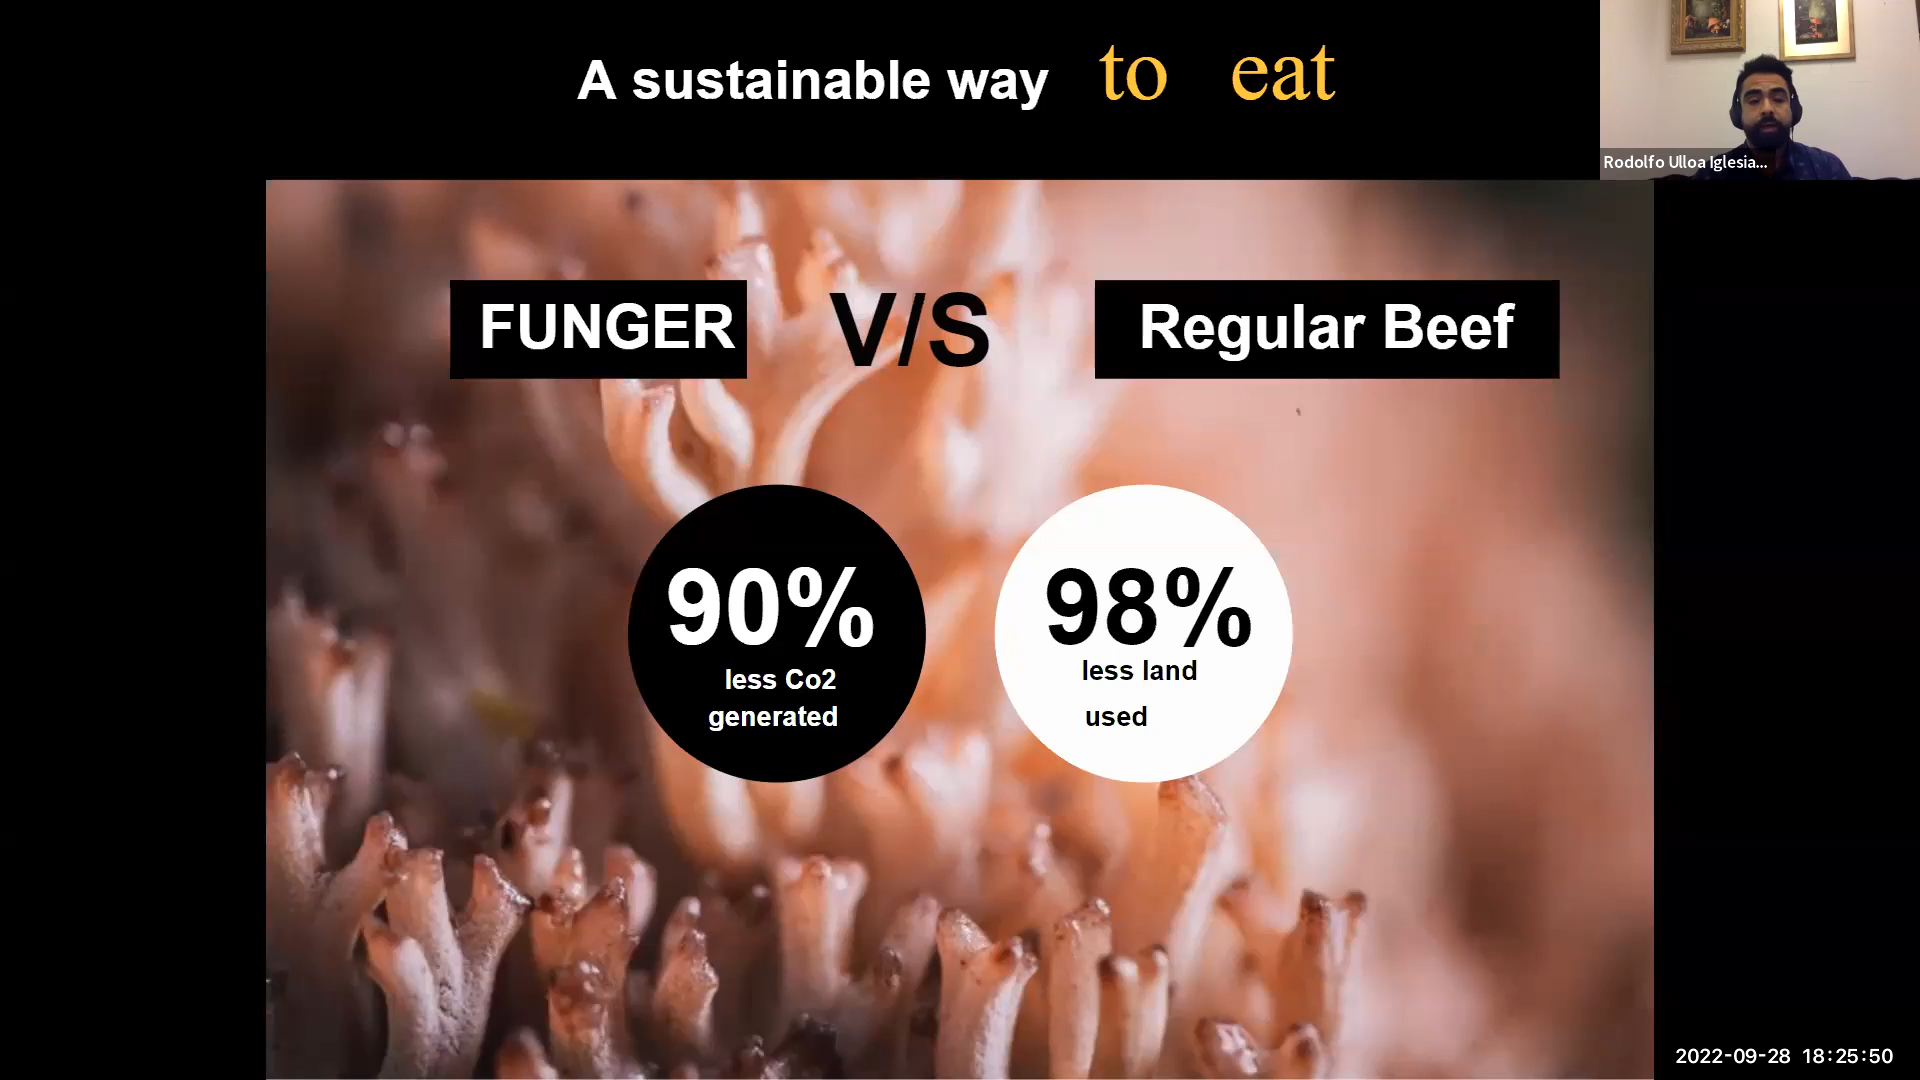 A sustainable way to eat
Rodolfo Ulloa Iglesia...
FUNGER V/S Regular Beef
90%
less Co2
generated
98%
less land
used
2022-09-28 18:25:50